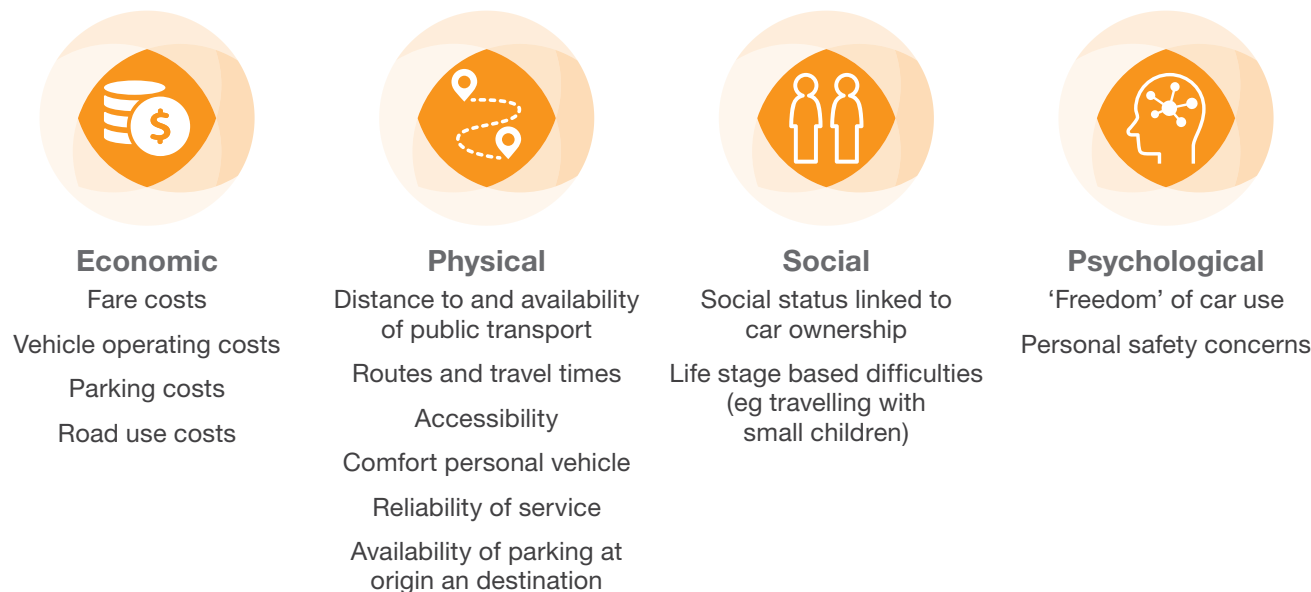 Economic
Fare costs
Vehicle operating costs
Parking costs
Road use costs
Physical
Distance to and availability
of public transport
Routes and travel times
Accessibility
Comfort personal vehicle
Reliability of service
Availability of parking at
origin an destination
Social
Social status linked to
car ownership
Life stage based difficulties
(eg travelling with
small children)
Psychological
‘Freedom’ of car use
Personal safety concerns